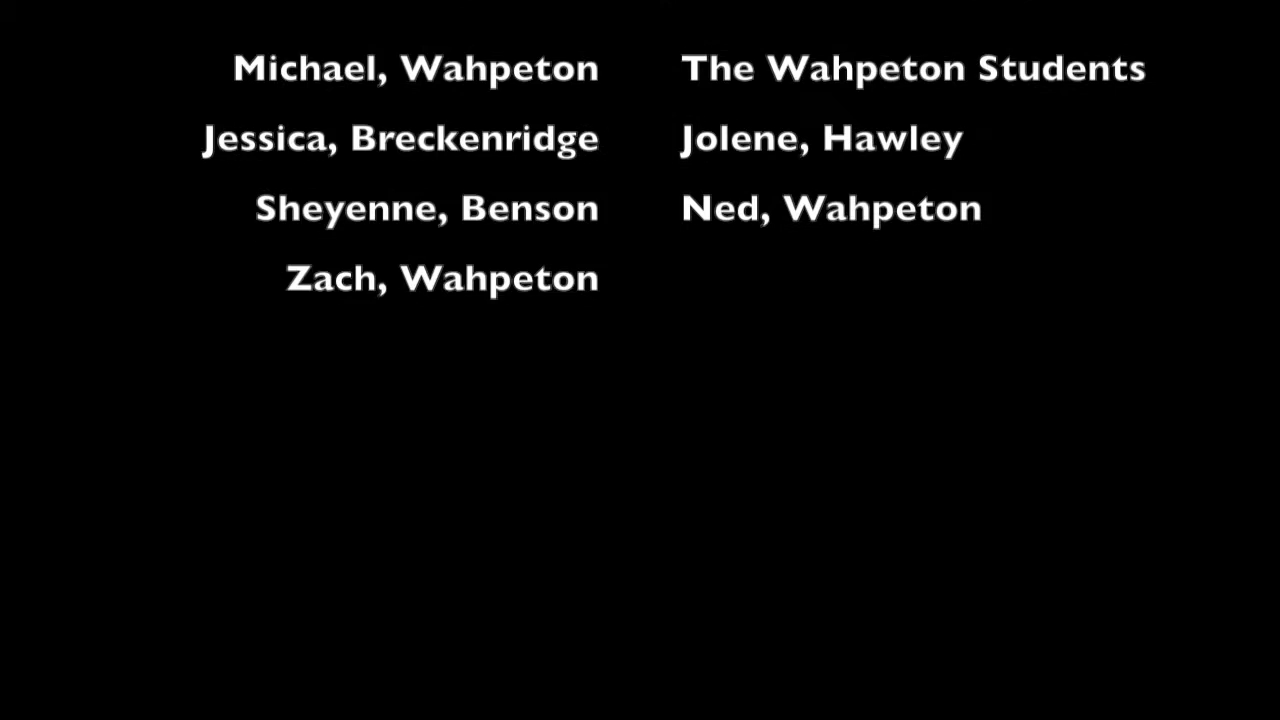 Michael, Wahpeton
The Wahpeton Students
Jessica, Breckenridge
Jolene, Hawley
Sheyenne, Benson
Ned, Wahpeton
Zach, Wahpeton